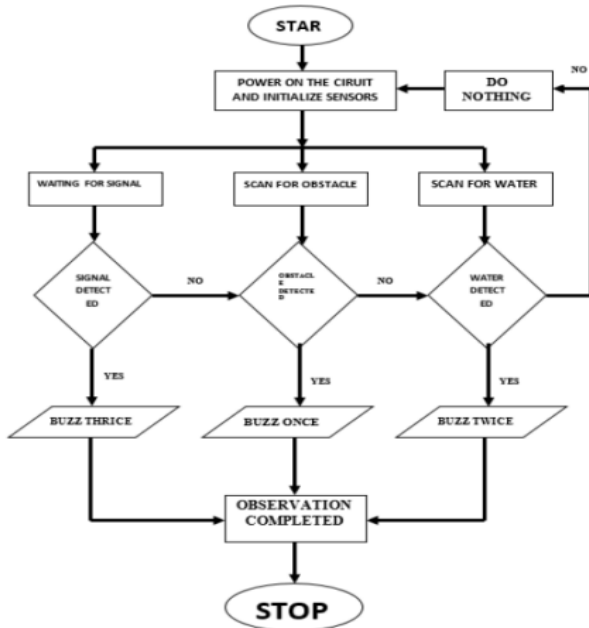 STAR
POWER ON THE CIRUIT
AND INITIALIZE SENSORS
DO
NOTHING
NO
WAITING FOR SIGNAL
SCAN FOR OBSTACLE
SCAN FOR WATER
SIGNAL
DETECT
ED
NO
OBSTACL
E
DETECTE
D
NO
WATER
DETECT
ED
YES
YES
YES
BUZZ THRICE
BUZZ ONCE
BUZZ TWICE
OBSERVATION
COMPLETED
STOP